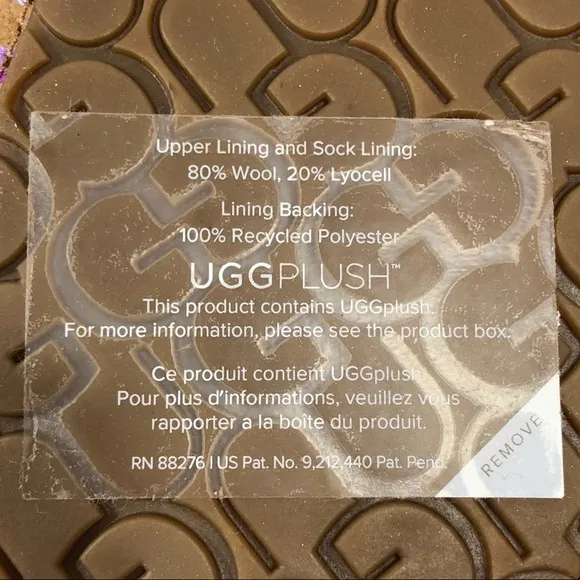 Upper Lining and Sock Lining:
80% Wool, 20% Lyocell
Lining Backing:
100% Recycled Polyester
UGGPLUSH™
This product contains UGGplush.
For more information, please see the product box.
Ce produit contient UGGplush
Pour plus d'informations, veuillez vous
rapporter a la boîte du produit.
RN 88276 | US Pat. No. 9,212,440 Pat. Pend.
REMOVE